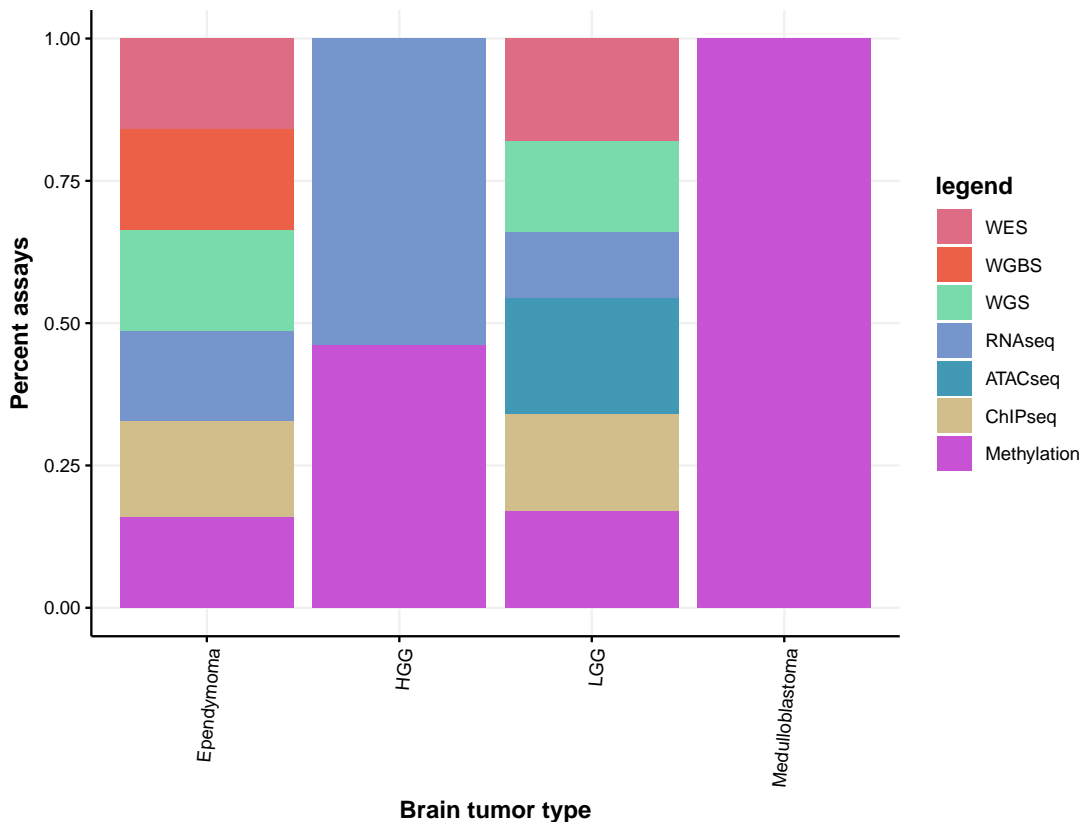 1.00
0.75
0.50
0.25
0.00
Percent assays
Ependymoma
HGG
LGG
Medulloblastoma
Brain tumor type
legend
WES
WGBS
WGS
RNAseq
ATACseq
ChIPseq
Methylation